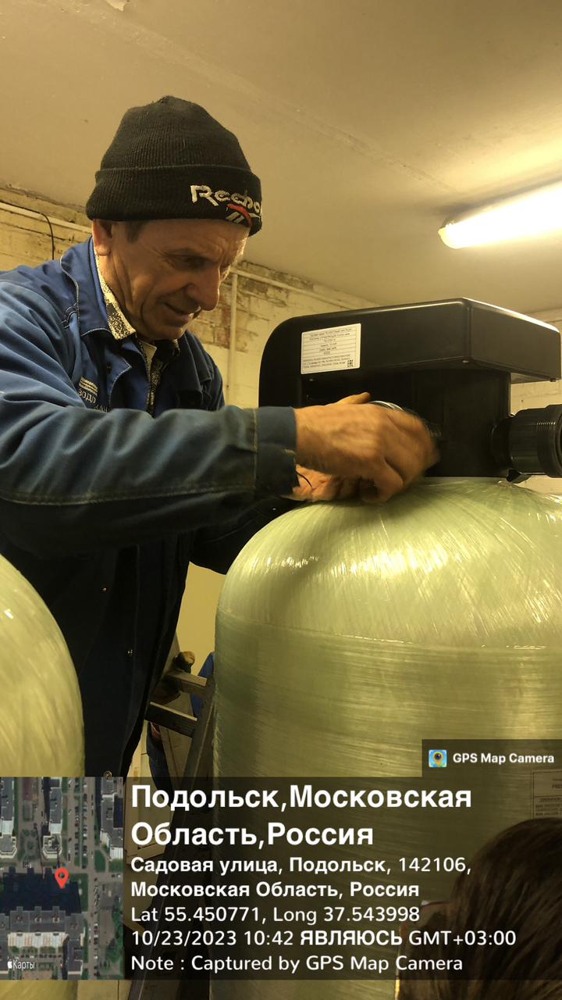 Reebok
ВОДО
GPS Map Camera
Подольск,Московская
Область,Россия
Садовая улица, Подольск, 142106,
Московская Область, Россия
Lat 55.450771, Long 37.543998
10/23/2023 10:42 ЯВЛЯЮСЬ GMT+03:00
Note : Captured by GPS Map Camera
Карты